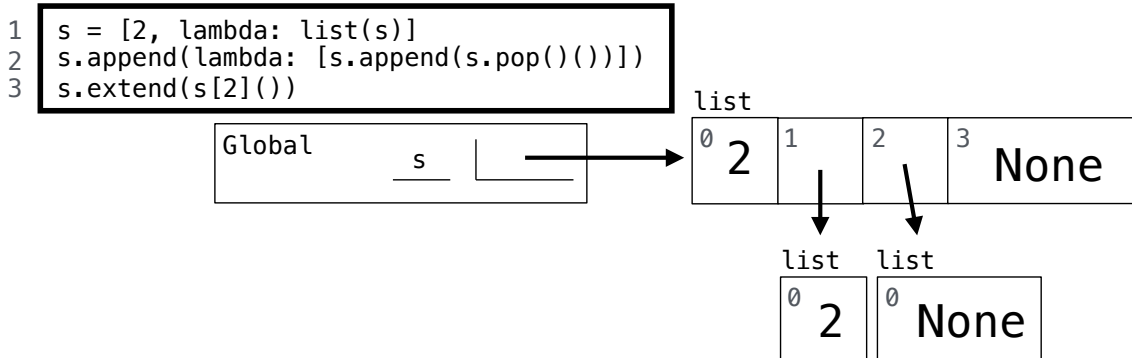 1 s = [2, lambda: list(s)]
2 s.append(lambda: [s.append(s.pop()())])
3 s.extend(s[2]())
list
Global s
0 2 1 2 3 None
list list
0 2 0 None